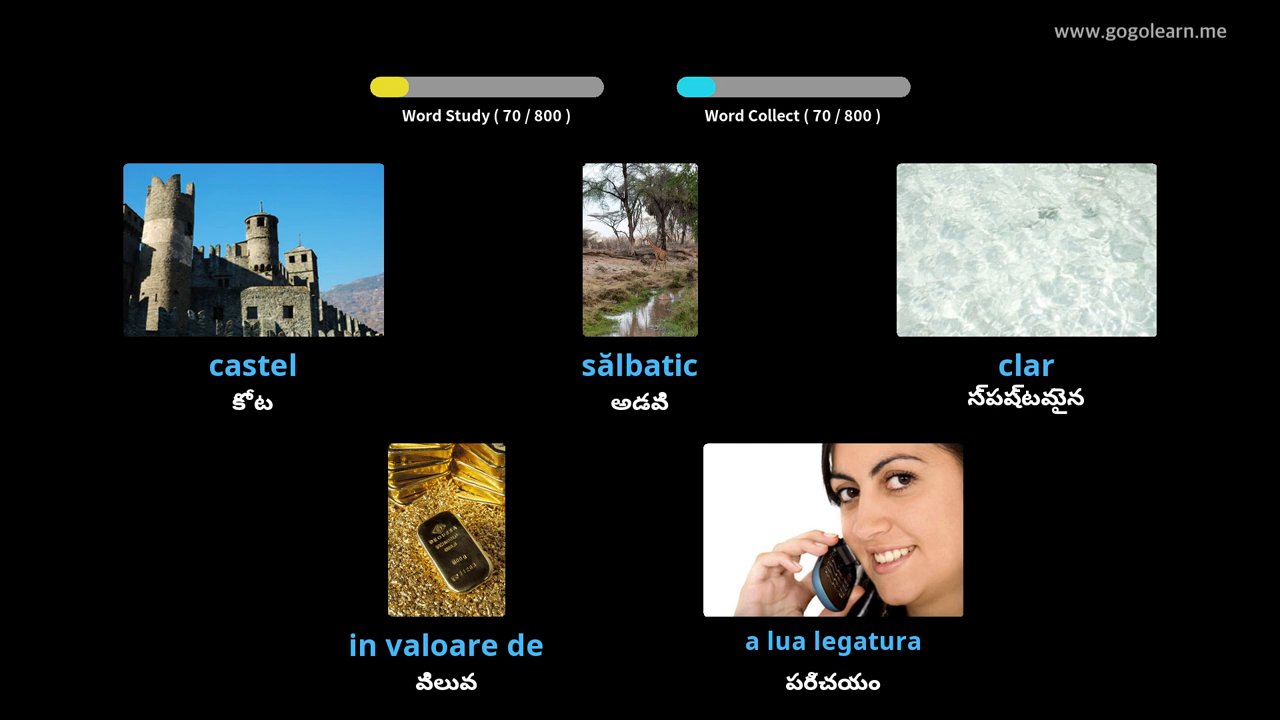 www.gogolearn.me
Word Study ( 70 / 800 )
Word Collect ( 70 / 800 )
castel
sălbatic
clar
కోట
అడవి
స్పష్టమైన
in valoare de
a lua legatura
విలువ
పరిచయం